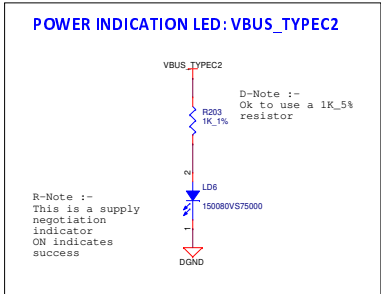 POWER INDICATION LED: VBUS_TYPEC2
VBUS_TYPEC2
D-Note :-
Ok to use a 1K_5%
resistor
R203
1K_1%
2
LD6
150080VS75000
R-Note :-
This is a supply
negotiation
indicator
ON indicates
success
1
DGND